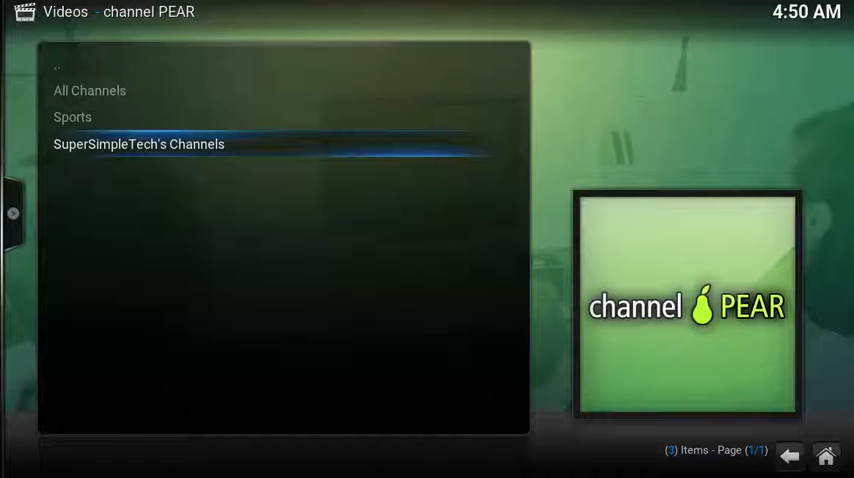 Videos - channel PEAR
4:50 AM
..
All Channels
Sports
SuperSimpleTech's Channels
channel PEAR
(3) Items - Page (1/1)